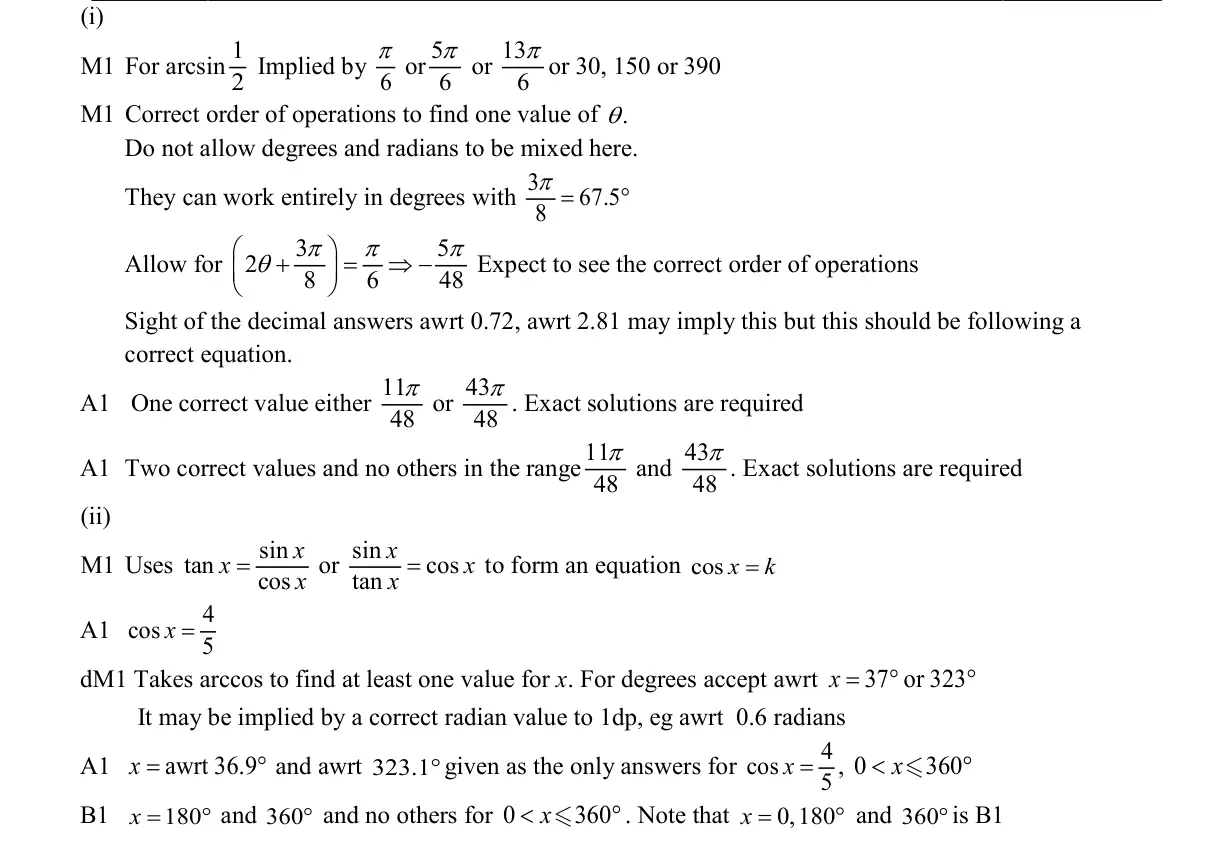 (i)
M1 For arcsin 1/2 Implied by π/6 or 5π/6 or 13π/6 or 30, 150 or 390
M1 Correct order of operations to find one value of θ.
Do not allow degrees and radians to be mixed here.
They can work entirely in degrees with 3π/8 = 67.5°
Allow for (2θ + 3π/8) = π/6 ⇒ −5π/48 Expect to see the correct order of operations
Sight of the decimal answers awrt 0.72, awrt 2.81 may imply this but this should be following a
correct equation.
A1 One correct value either 11π/48 or 43π/48. Exact solutions are required
A1 Two correct values and no others in the range 11π/48 and 43π/48. Exact solutions are required
(ii)
M1 Uses tan x = sin x/cos x or sin x/tan x = cos x to form an equation cos x = k
A1 cos x = 4/5
dM1 Takes arccos to find at least one value for x. For degrees accept awrt x = 37° or 323°
It may be implied by a correct radian value to 1dp, eg awrt 0.6 radians
A1 x = awrt 36.9° and awrt 323.1° given as the only answers for cos x = 4/5, 0 < x ⩽ 360°
B1 x = 180° and 360° and no others for 0 < x ⩽ 360°. Note that x = 0, 180° and 360° is B1